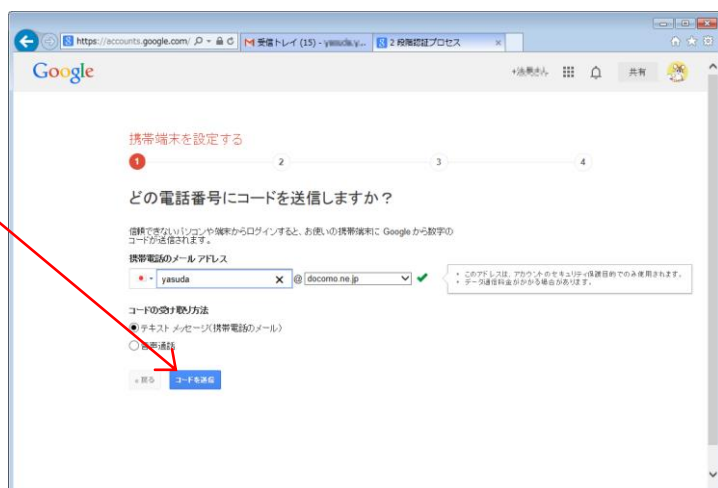 https://accounts.google.com/
受信トレイ (15) -
2 段階認証プロセス
Google
共有
携帯端末を設定する
1 2 3 4
どの電話番号にコードを送信しますか？
信頼できないパソコンや端末からログインすると、お使いの携帯端末に Google から数字の
コードが送信されます。
携帯電話のメール アドレス
yasuda @ docomo.ne.jp
・ このアドレスは、アカウントのセキュリティ保護目的でのみ使用されます。
・ データ通信料金がかかる場合があります。
コードの受け取り方法
テキスト メッセージ（携帯電話のメール）
音声通話
« 戻る コードを送信